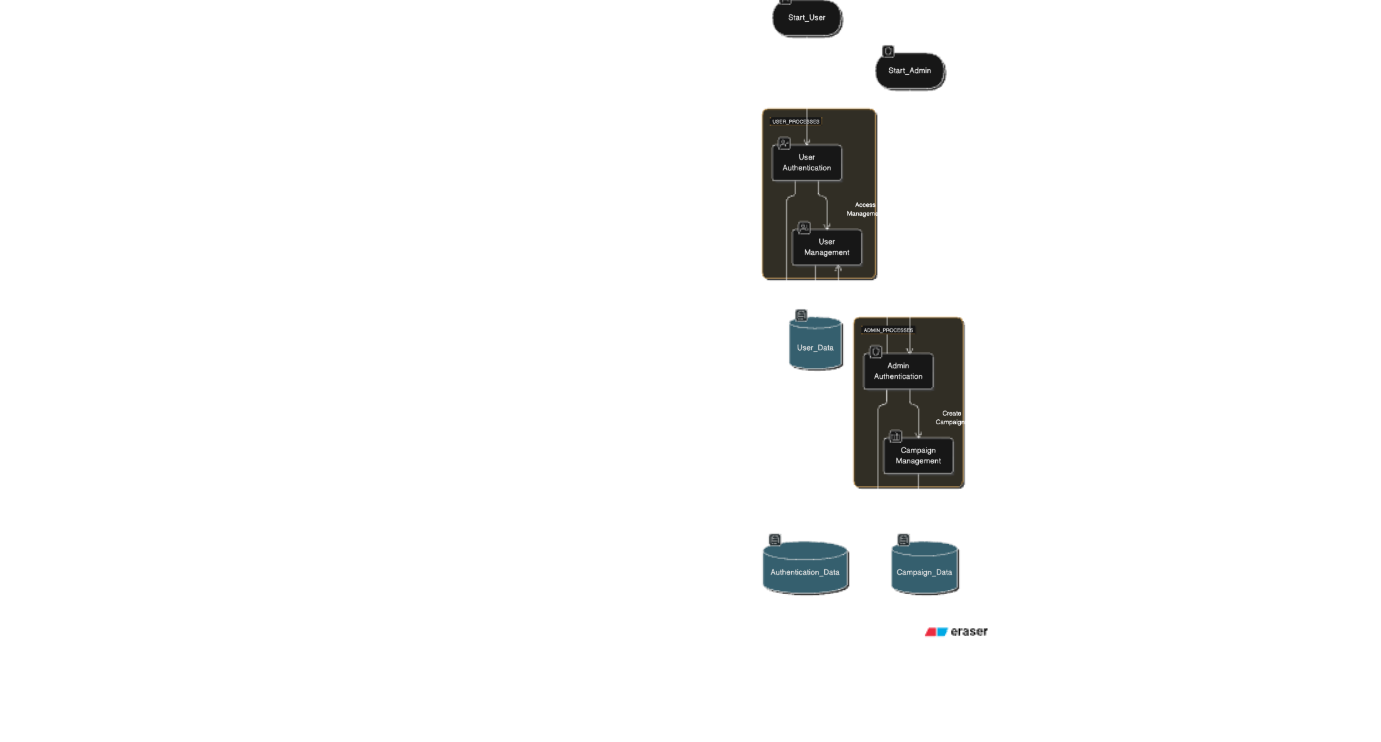 Start_User
Start_Admin
USER_PROCESSES
User
Authentication
Access
Manageme
User
Management
User_Data
ADMIN_PROCESSES
Admin
Authentication
Create
Campaign
Campaign
Management
Authentication_Data
Campaign_Data
eraser